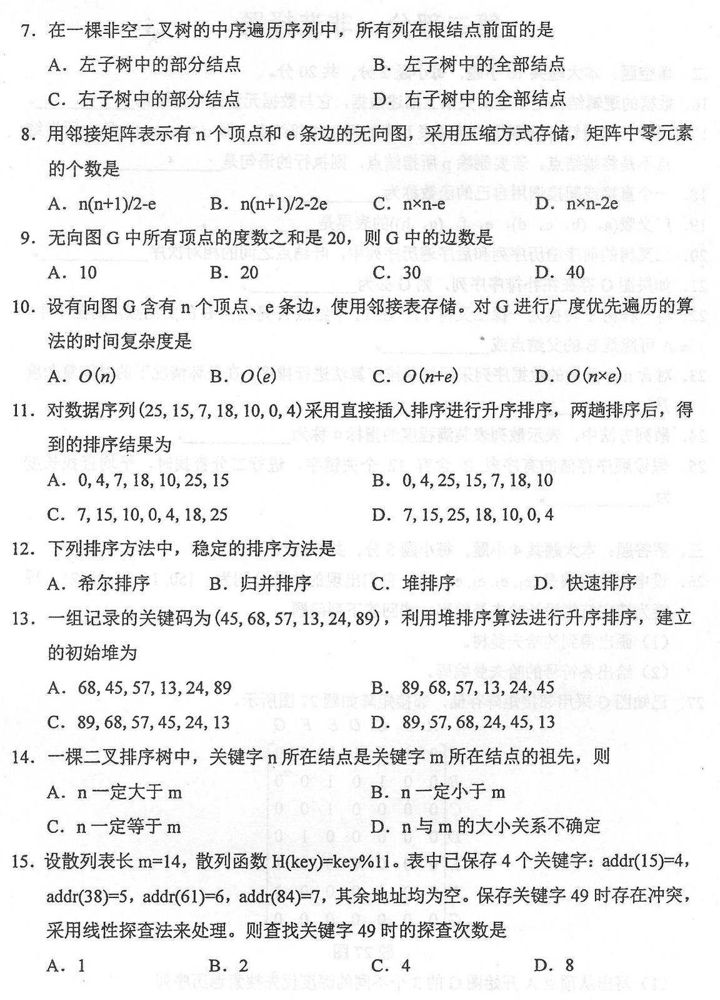 7．在一棵非空二叉树的中序遍历序列中，所有列在根结点前面的是
A．左子树中的部分结点 B．左子树中的全部结点
C．右子树中的部分结点 D．右子树中的全部结点
8．用邻接矩阵表示有 n 个顶点和 e 条边的无向图，采用压缩方式存储，矩阵中零元素
的个数是
A．n(n+1)/2-e B．n(n+1)/2-2e C．n×n-e D．n×n-2e
9．无向图 G 中所有顶点的度数之和是 20，则 G 中的边数是
A．10 B．20 C．30 D．40
10．设有向图 G 含有 n 个顶点、e 条边，使用邻接表存储。对 G 进行广度优先遍历的算
法的时间复杂度是
A．O(n) B．O(e) C．O(n+e) D．O(n×e)
11．对数据序列(25, 15, 7, 18, 10, 0, 4)采用直接插入排序进行升序排序，两趟排序后，得
到的排序结果为
A．0, 4, 7, 18, 10, 25, 15 B．0, 4, 25, 15, 7, 18, 10
C．7, 15, 10, 0, 4, 18, 25 D．7, 15, 25, 18, 10, 0, 4
12．下列排序方法中，稳定的排序方法是
A．希尔排序 B．归并排序 C．堆排序 D．快速排序
13．一组记录的关键码为(45, 68, 57, 13, 24, 89)，利用堆排序算法进行升序排序，建立
的初始堆为
A．68, 45, 57, 13, 24, 89 B．89, 68, 57, 13, 24, 45
C．89, 68, 57, 45, 24, 13 D．89, 57, 68, 24, 45, 13
14．一棵二叉排序树中，关键字 n 所在结点是关键字 m 所在结点的祖先，则
A．n 一定大于 m B．n 一定小于 m
C．n 一定等于 m D．n 与 m 的大小关系不确定
15．设散列表长 m=14，散列函数 H(key)=key%11。表中已保存 4 个关键字：addr(15)=4，
addr(38)=5，addr(61)=6，addr(84)=7，其余地址均为空。保存关键字 49 时存在冲突，
采用线性探查法来处理。则查找关键字 49 时的探查次数是
A．1 B．2 C．4 D．8